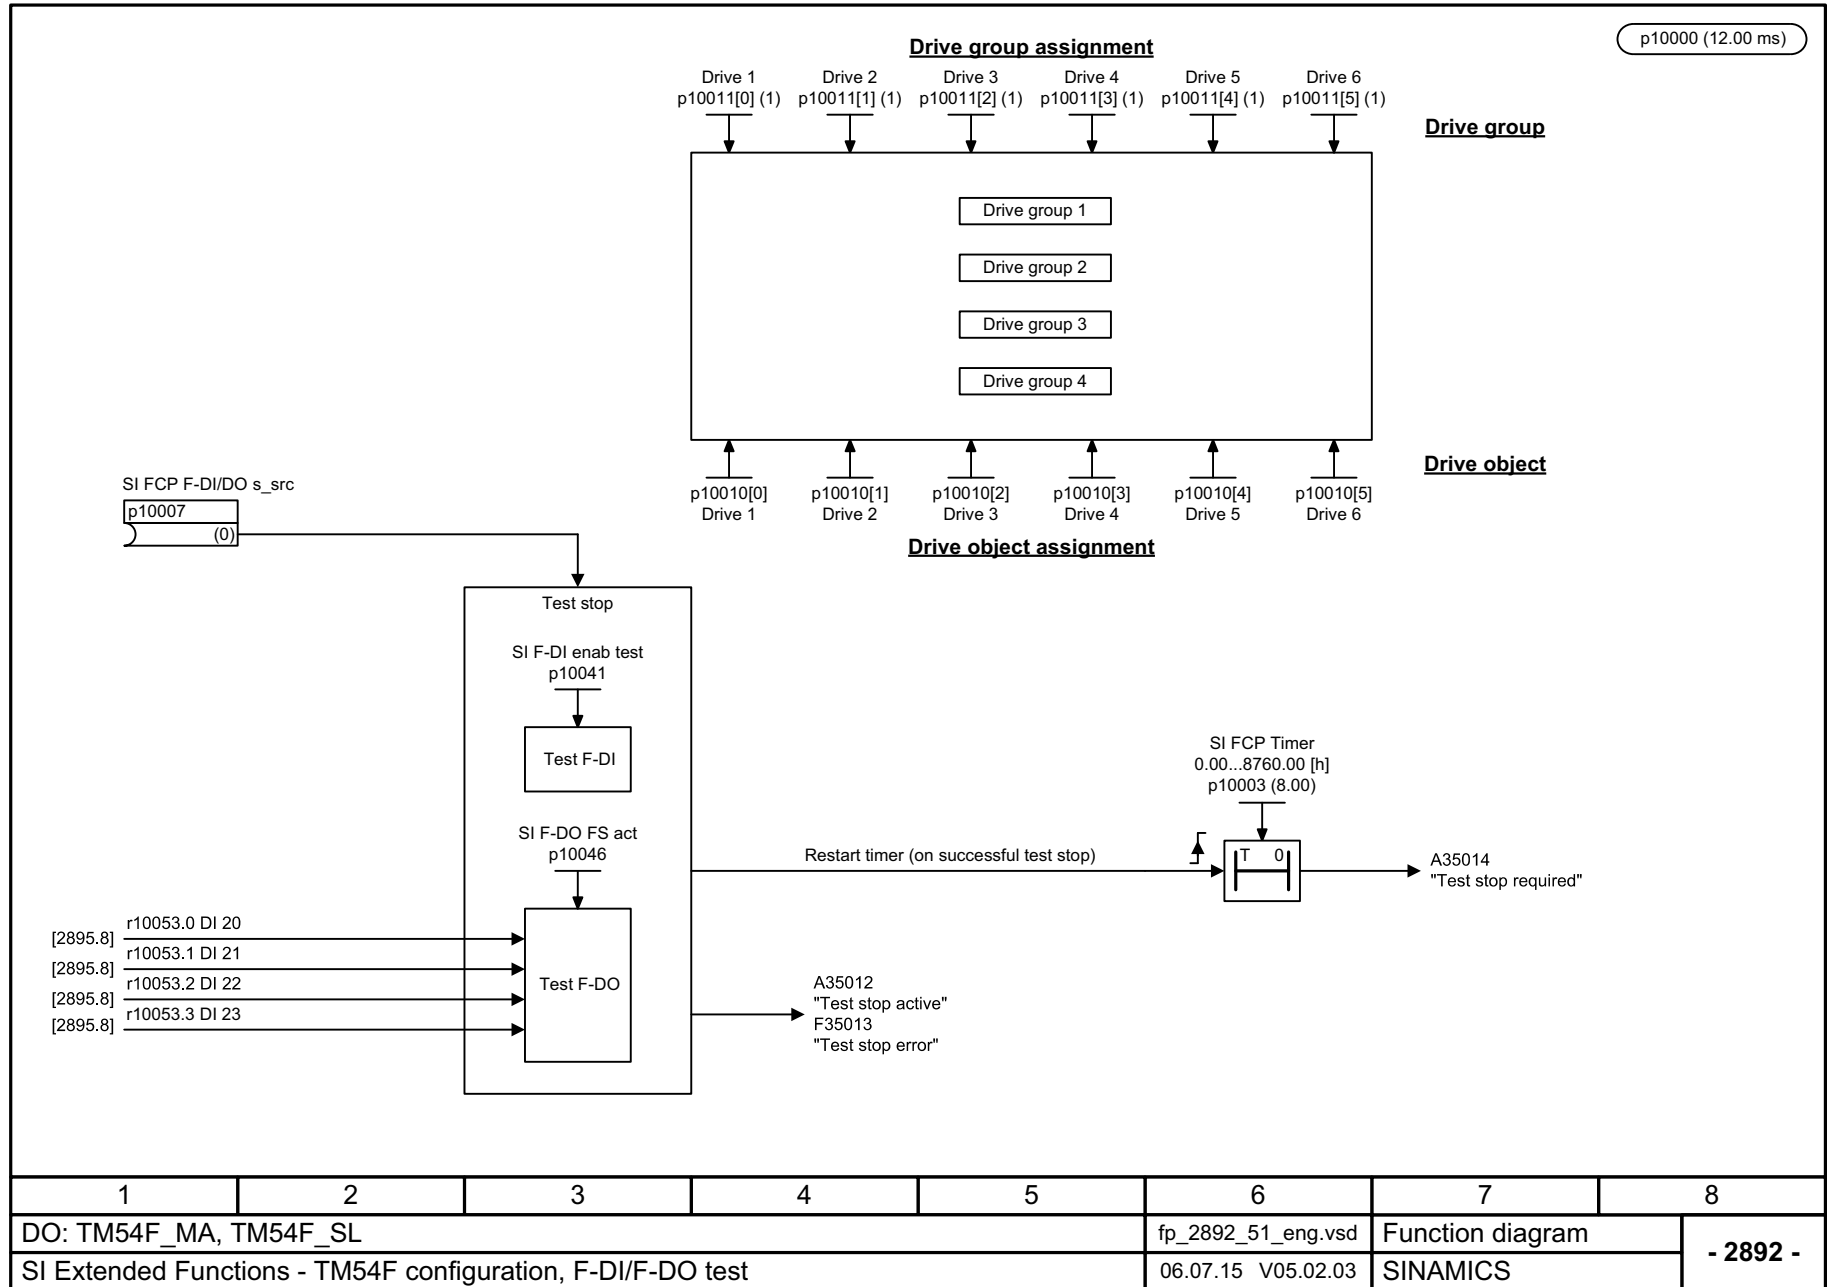 p10000 (12.00 ms)
Drive group assignment
Drive 1 Drive 2 Drive 3 Drive 4 Drive 5 Drive 6
p10011[0] (1) p10011[1] (1) p10011[2] (1) p10011[3] (1) p10011[4] (1) p10011[5] (1)
Drive group
Drive group 1
Drive group 2
Drive group 3
Drive group 4
Drive object
p10010[0] p10010[1] p10010[2] p10010[3] p10010[4] p10010[5]
Drive 1 Drive 2 Drive 3 Drive 4 Drive 5 Drive 6
Drive object assignment
SI FCP F-DI/DO s_src
p10007
(0)
Test stop
SI F-DI enab test
p10041
Test F-DI
SI F-DO FS act
p10046
Test F-DO
[2895.8] r10053.0 DI 20
[2895.8] r10053.1 DI 21
[2895.8] r10053.2 DI 22
[2895.8] r10053.3 DI 23
Restart timer (on successful test stop)
SI FCP Timer
0.00...8760.00 [h]
p10003 (8.00)
T 0
A35014
"Test stop required"
A35012
"Test stop active"
F35013
"Test stop error"
1 2 3 4 5 6 7 8
DO: TM54F_MA, TM54F_SL fp_2892_51_eng.vsd Function diagram
- 2892 -
SI Extended Functions - TM54F configuration, F-DI/F-DO test 06.07.15 V05.02.03 SINAMICS